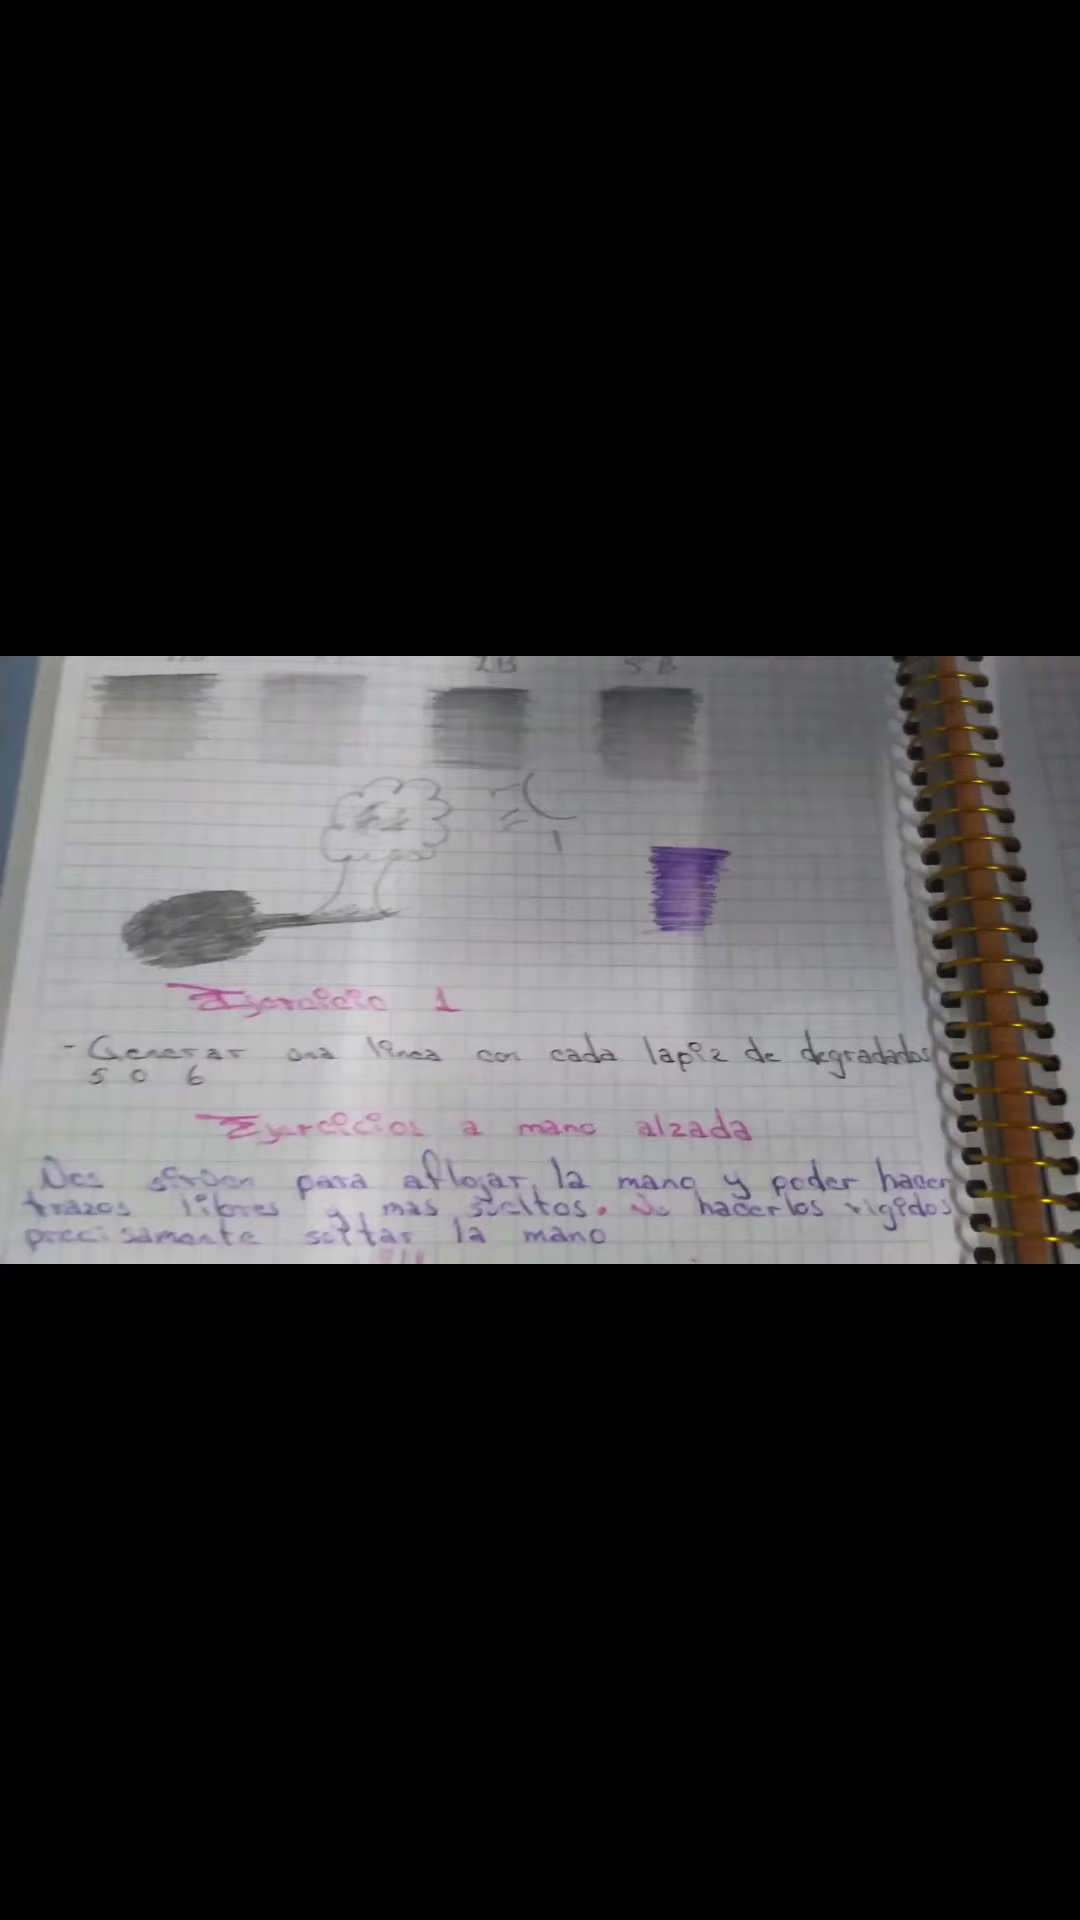 2B 5B
Ejercicio 1
- Generar una linea con cada lapiz de degradados
5 o 6
Ejercicios a mano alzada
Nos sirven para aflojar la mano y poder hacer
trazos libres y mas sueltos. No hacerlos rigidos
precisamente soltar la mano